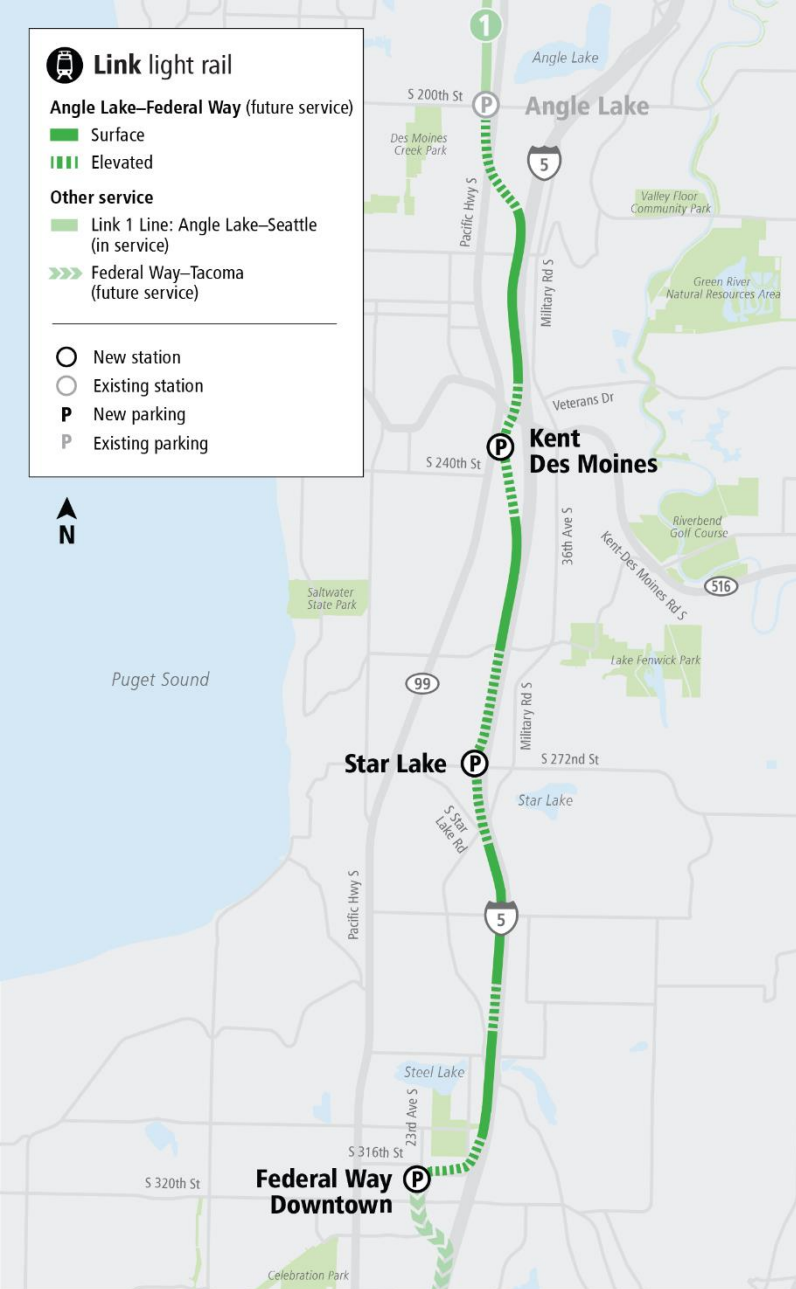 Link light rail
Angle Lake–Federal Way (future service)
Surface
Elevated
Other service
Link 1 Line: Angle Lake–Seattle
(in service)
Federal Way–Tacoma
(future service)
New station
Existing station
P New parking
P Existing parking
N
1
Angle Lake
S 200th St
P
Angle Lake
Des Moines
Creek Park
5
Pacific Hwy S
Valley Floor
Community Park
Military Rd S
Green River
Natural Resources Area
Veterans Dr
P
Kent
Des Moines
S 240th St
36th Ave S
Riverbend
Golf Course
Kent-Des Moines Rd S
516
Saltwater
State Park
Puget Sound
Lake Fenwick Park
99
Military Rd S
Star Lake
P
S 272nd St
Star Lake
S Star
Lake Rd
Pacific Hwy S
5
Steel Lake
23rd Ave S
S 316th St
S 320th St
Federal Way
Downtown
P
Celebration Park